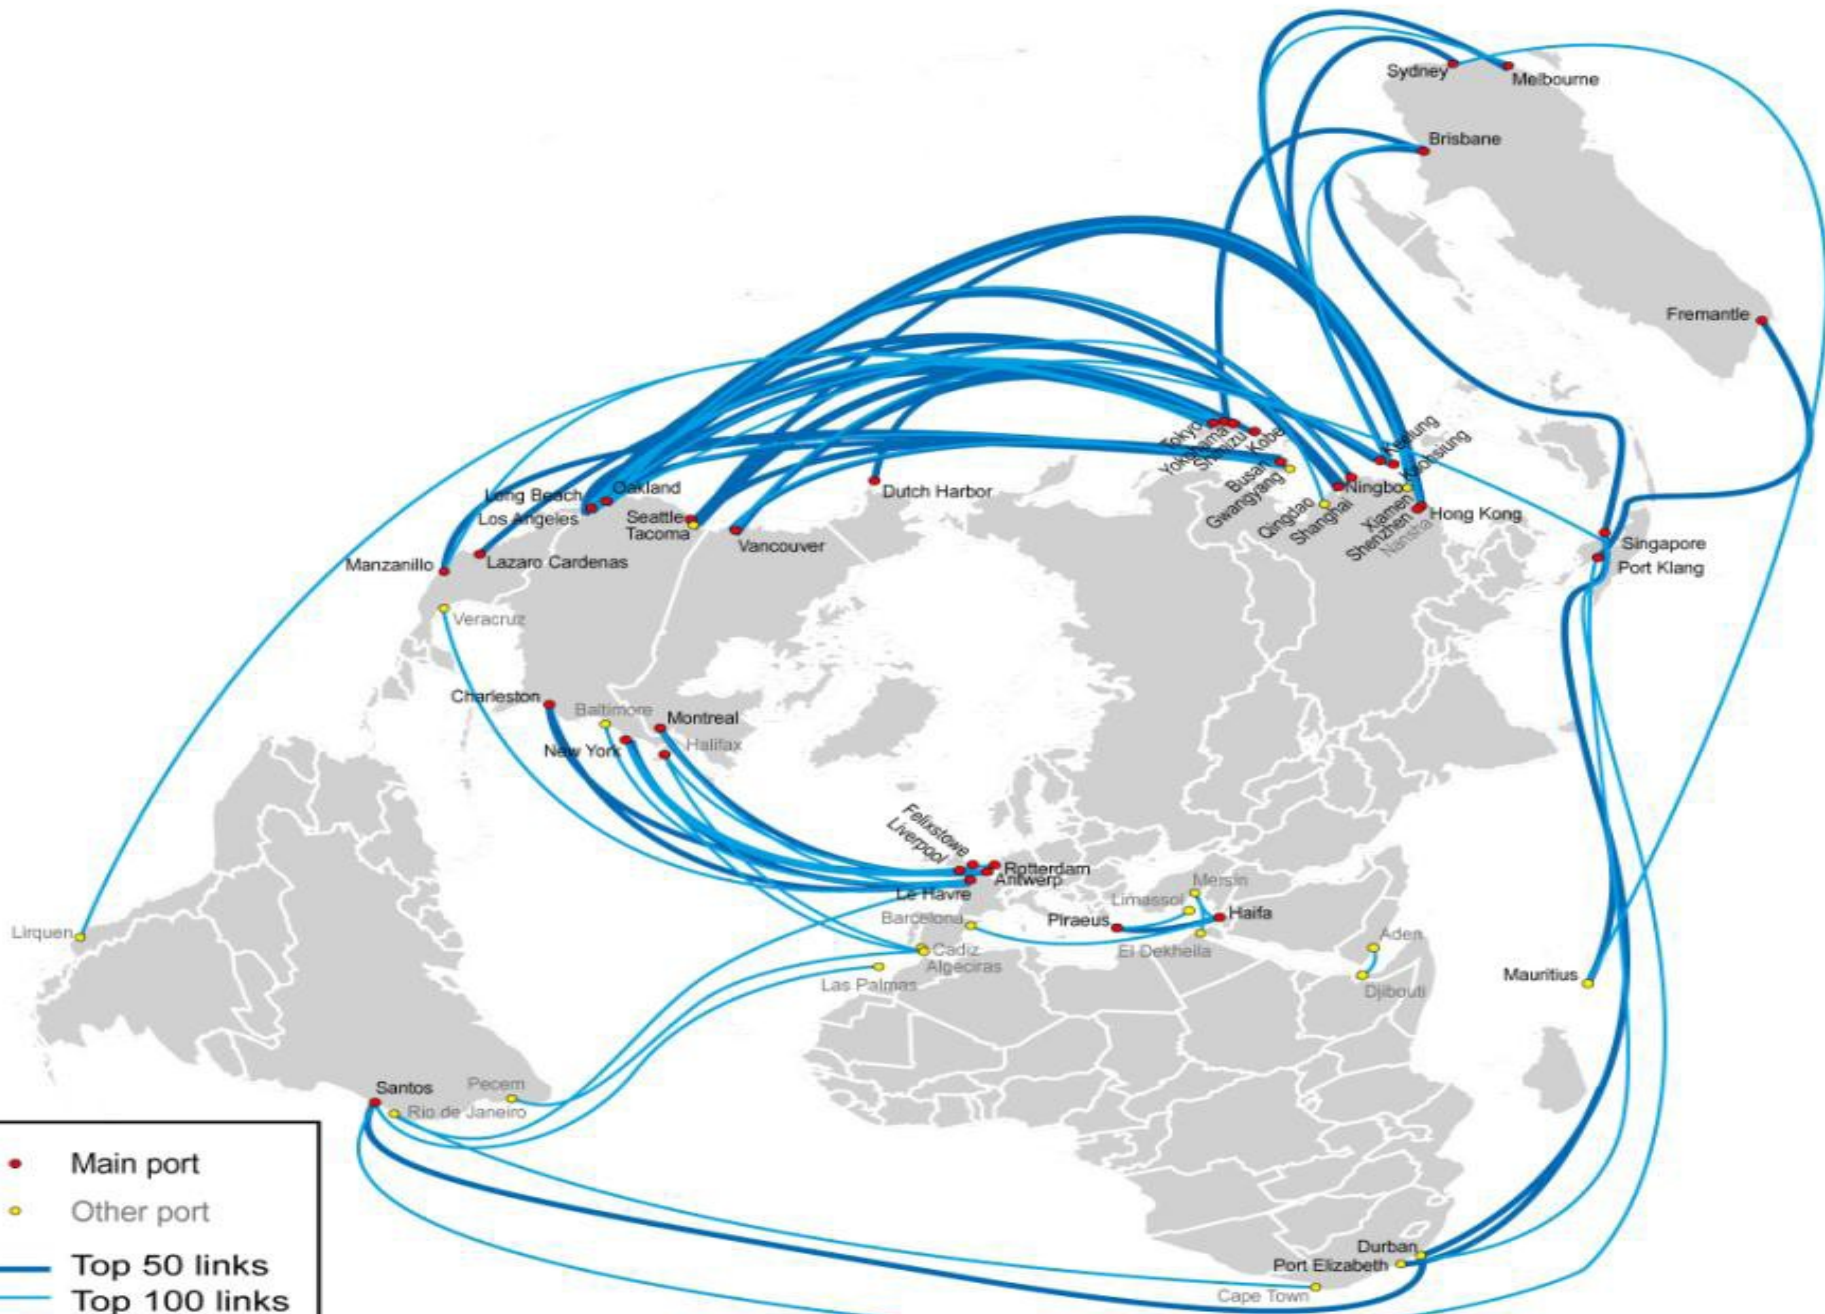 Sydney
Melbourne
Brisbane
Fremantle
Tokyo
Yokohama
Shimizu
Kobe
Busan
Gwangyang
Qingdao
Shanghai
Ningbo
Keelung
Kaohsiung
Xiamen
Shenzhen
Nansha
Hong Kong
Dutch Harbor
Long Beach
Oakland
Los Angeles
Seattle
Tacoma
Vancouver
Manzanillo
Lazaro Cardenas
Singapore
Port Klang
Veracruz
Charleston
Baltimore
Montreal
New York
Halifax
Felixstowe
Liverpool
Rotterdam
Antwerp
Le Havre
Mersin
Limassol
Barcelona
Piraeus
Haifa
Lirquen
Cadiz
El Dekheila
Aden
Algeciras
Las Palmas
Djibouti
Mauritius
Santos
Pecem
Rio de Janeiro
Durban
Port Elizabeth
Cape Town
Main port
Other port
Top 50 links
Top 100 links